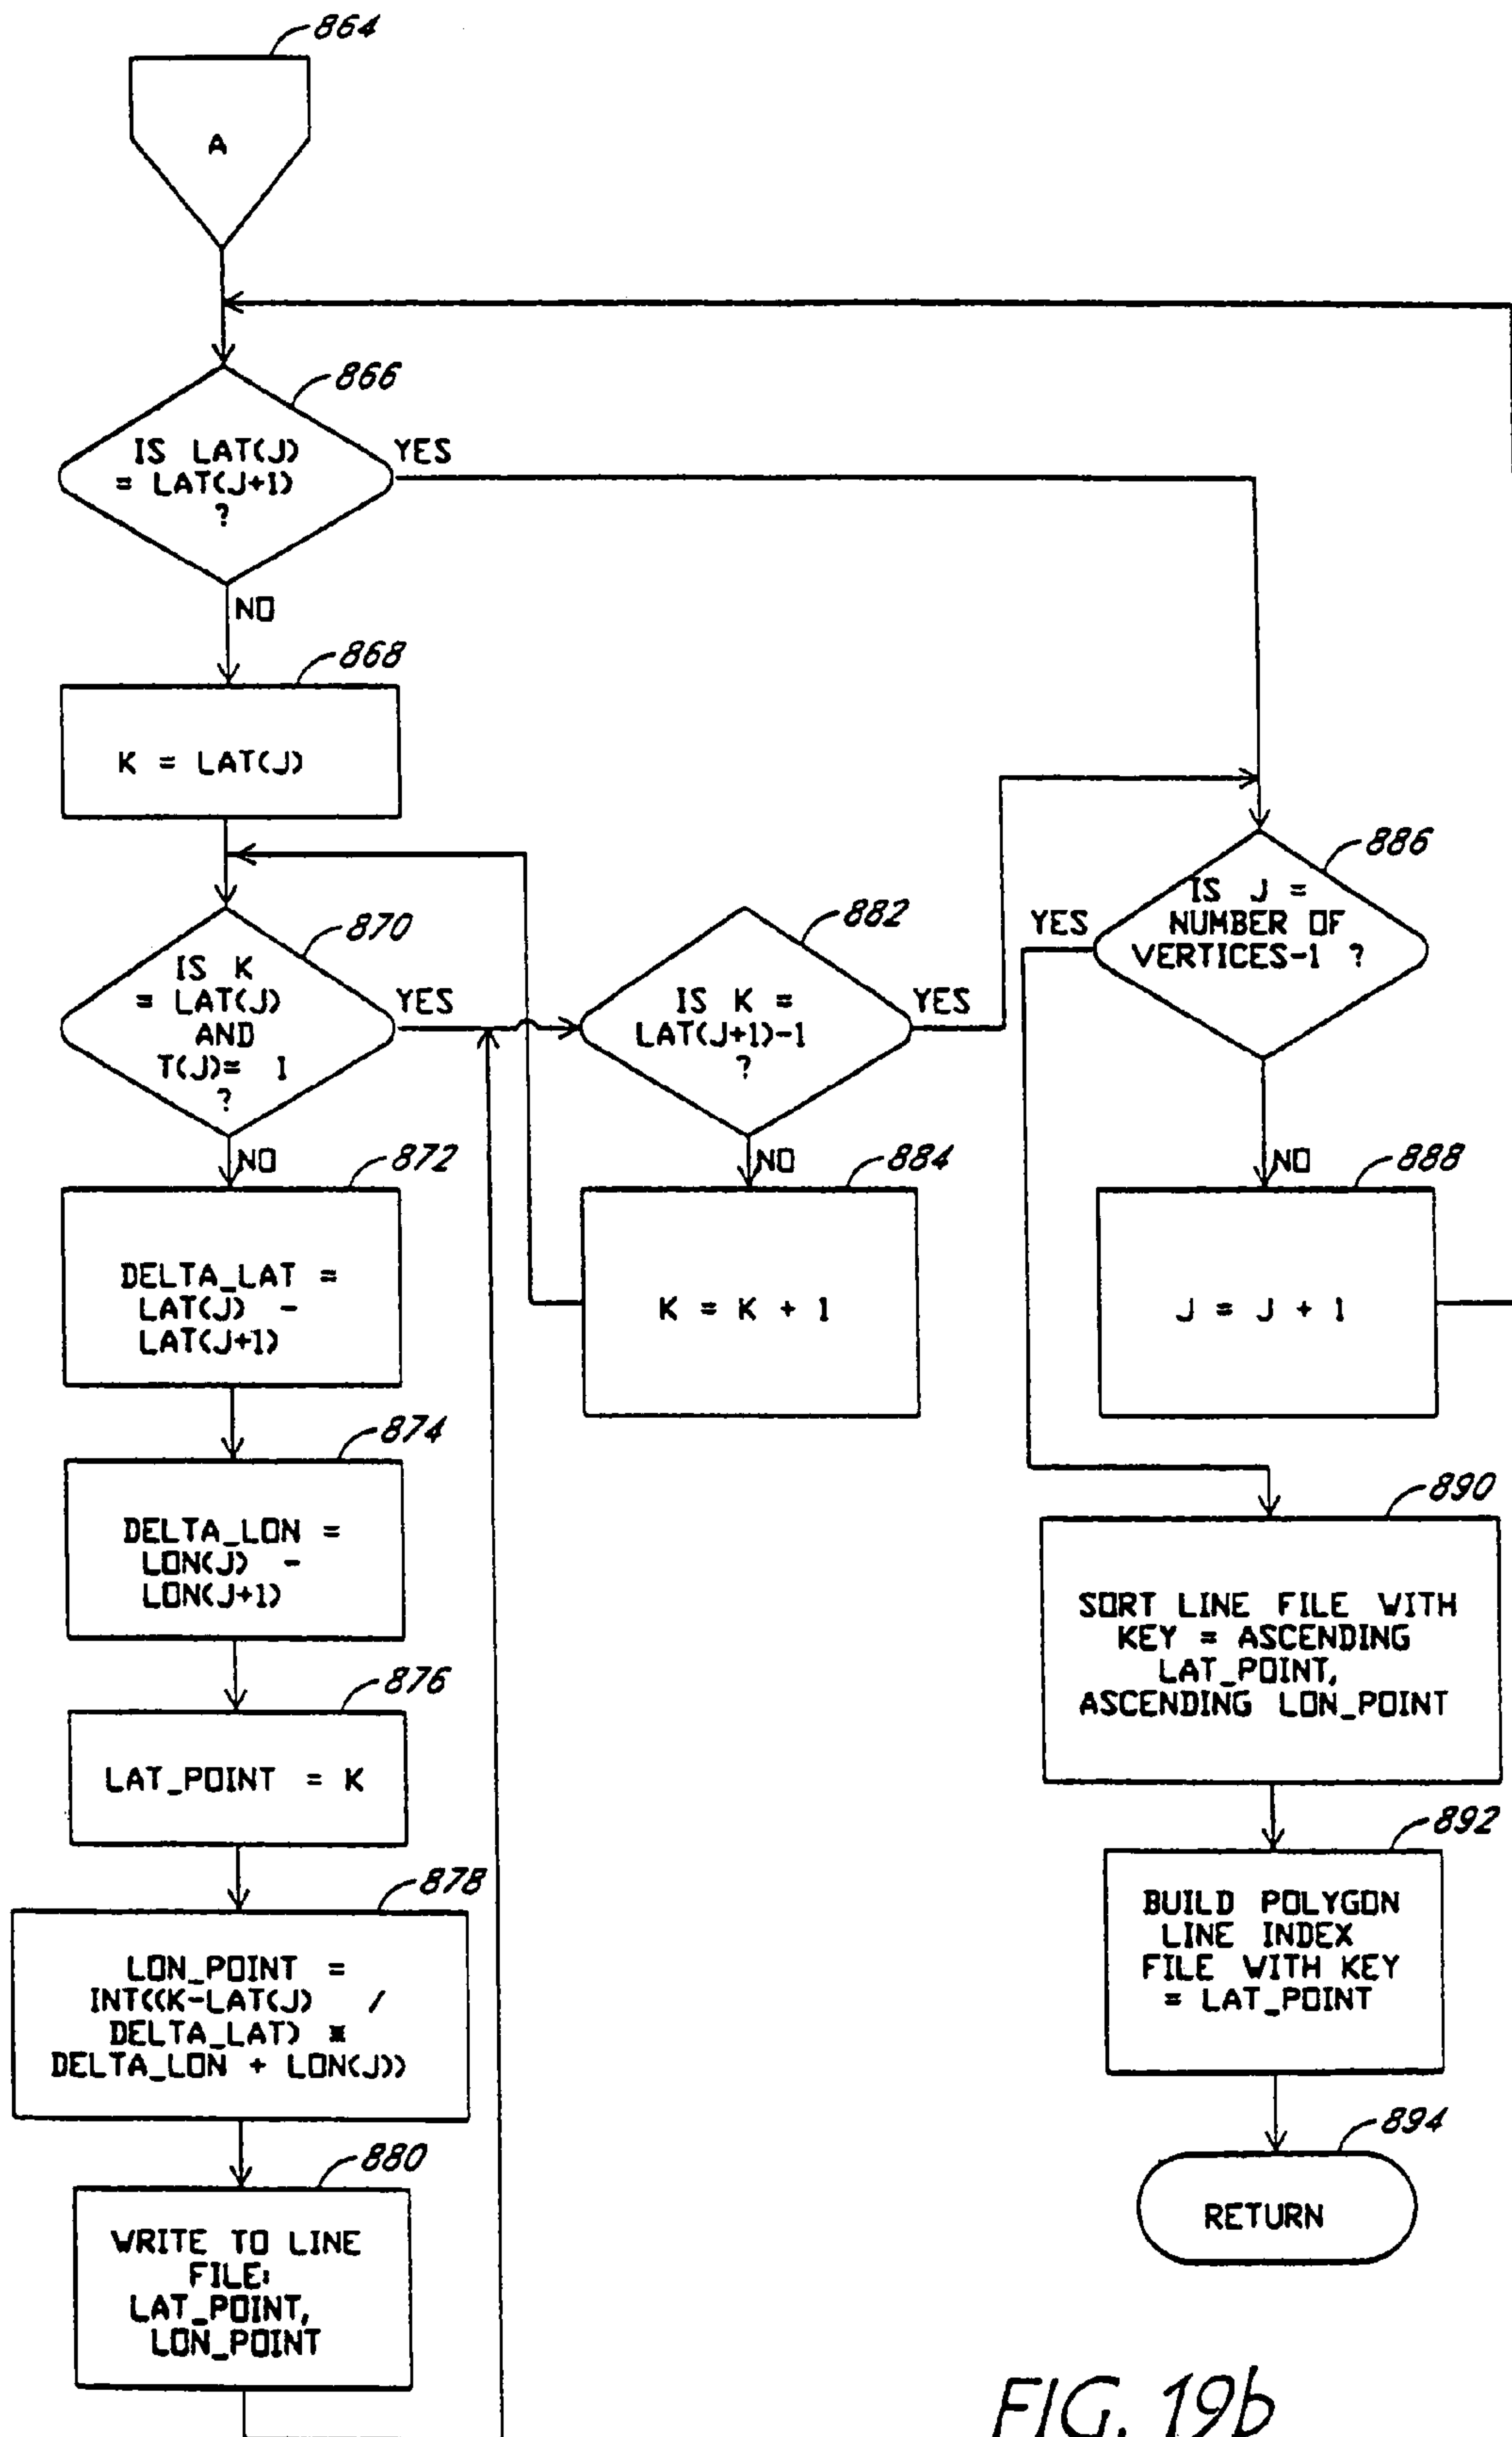 864
A
866
IS LAT(J)
= LAT(J+1)
?
YES
NO
868
K = LAT(J)
870
IS K
= LAT(J)
AND
T(J)= 1
?
YES
NO
872
DELTA_LAT =
LAT(J) -
LAT(J+1)
874
DELTA_LON =
LON(J) -
LON(J+1)
876
LAT_POINT = K
878
LON_POINT =
INT((K-LAT(J) /
DELTA_LAT) *
DELTA_LON + LON(J))
880
WRITE TO LINE
FILE:
LAT_POINT,
LON_POINT
882
IS K =
LAT(J+1)-1
?
YES
NO
884
K = K + 1
886
IS J =
NUMBER OF
VERTICES-1 ?
YES
NO
888
J = J + 1
890
SORT LINE FILE WITH
KEY = ASCENDING
LAT_POINT,
ASCENDING LON_POINT
892
BUILD POLYGON
LINE INDEX
FILE WITH KEY
= LAT_POINT
894
RETURN
FIG. 19b